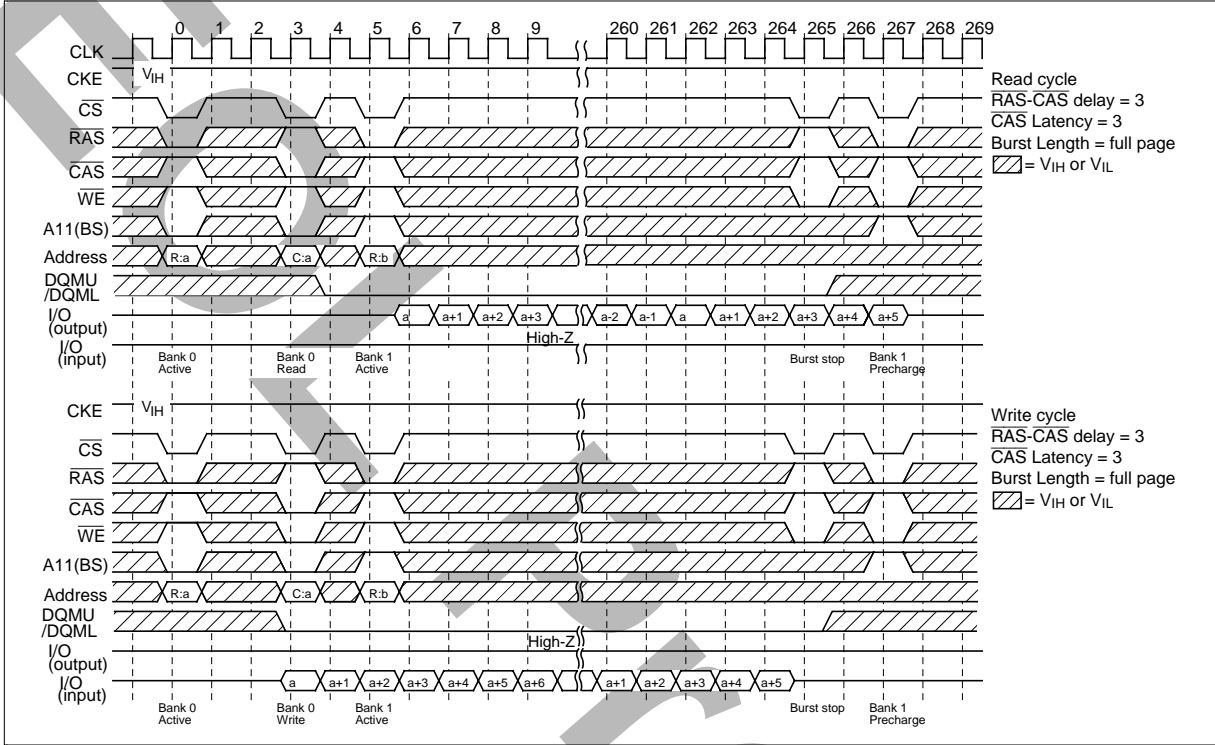 0 1 2 3 4 5 6 7 8 9 260 261 262 263 264 265 266 267 268 269
CLK
CKE VIH
CS
RAS
CAS
WE
A11(BS)
Address R:a C:a R:b
DQMU
/DQML
I/O
(output) a a+1 a+2 a+3 a-2 a-1 a a+1 a+2 a+3 a+4 a+5
High-Z
I/O
(input)
Bank 0 Active
Bank 0 Read
Bank 1 Active
Burst stop
Bank 1 Precharge
Read cycle
RAS-CAS delay = 3
CAS Latency = 3
Burst Length = full page
= VIH or VIL
CKE VIH
CS
RAS
CAS
WE
A11(BS)
Address R:a C:a R:b
DQMU
/DQML
High-Z
I/O
(output)
I/O
(input) a a+1 a+2 a+3 a+4 a+5 a+6 a+1 a+2 a+3 a+4 a+5
Bank 0 Active
Bank 0 Write
Bank 1 Active
Burst stop
Bank 1 Precharge
Write cycle
RAS-CAS delay = 3
CAS Latency = 3
Burst Length = full page
= VIH or VIL